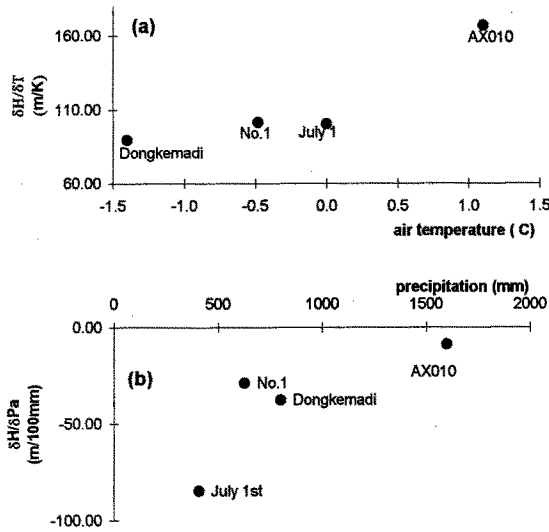 (a)
δH/δT
(m/K)
160.00
110.00
60.00
AX010
No.1
July 1
Dongkemadi
-1.5 -1.0 -0.5 0.0 0.5 1.0 1.5
air temperature ( C)
precipitation (mm)
0 500 1000 1500 2000
0.00
-50.00
-100.00
δH/δPa
(m/100mm)
(b)
AX010
No.1
Dongkemadi
July 1st